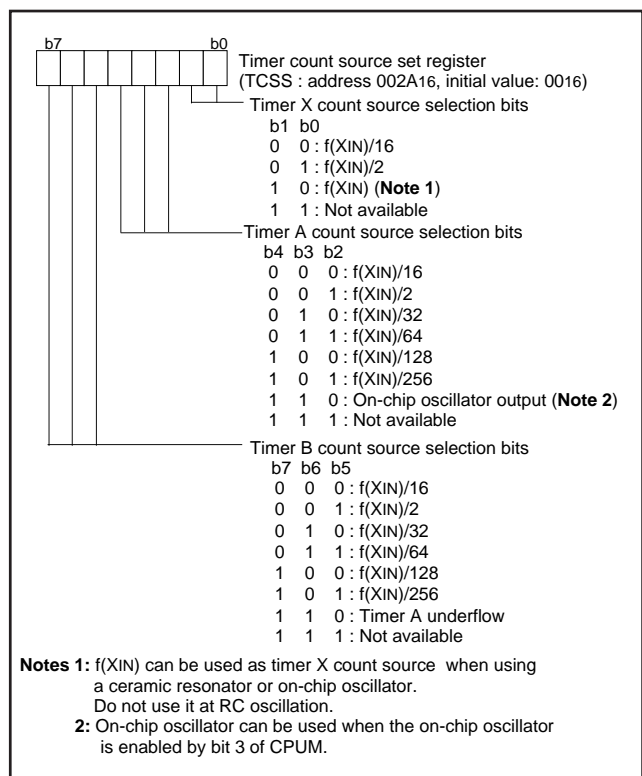 b7 b0
Timer count source set register
(TCSS : address 002A16, initial value: 0016)
Timer X count source selection bits
b1 b0
0 0 : f(XIN)/16
0 1 : f(XIN)/2
1 0 : f(XIN) (Note 1)
1 1 : Not available
Timer A count source selection bits
b4 b3 b2
0 0 0 : f(XIN)/16
0 0 1 : f(XIN)/2
0 1 0 : f(XIN)/32
0 1 1 : f(XIN)/64
1 0 0 : f(XIN)/128
1 0 1 : f(XIN)/256
1 1 0 : On-chip oscillator output (Note 2)
1 1 1 : Not available
Timer B count source selection bits
b7 b6 b5
0 0 0 : f(XIN)/16
0 0 1 : f(XIN)/2
0 1 0 : f(XIN)/32
0 1 1 : f(XIN)/64
1 0 0 : f(XIN)/128
1 0 1 : f(XIN)/256
1 1 0 : Timer A underflow
1 1 1 : Not available
Notes 1: f(XIN) can be used as timer X count source when using
a ceramic resonator or on-chip oscillator.
Do not use it at RC oscillation.
2: On-chip oscillator can be used when the on-chip oscillator
is enabled by bit 3 of CPUM.